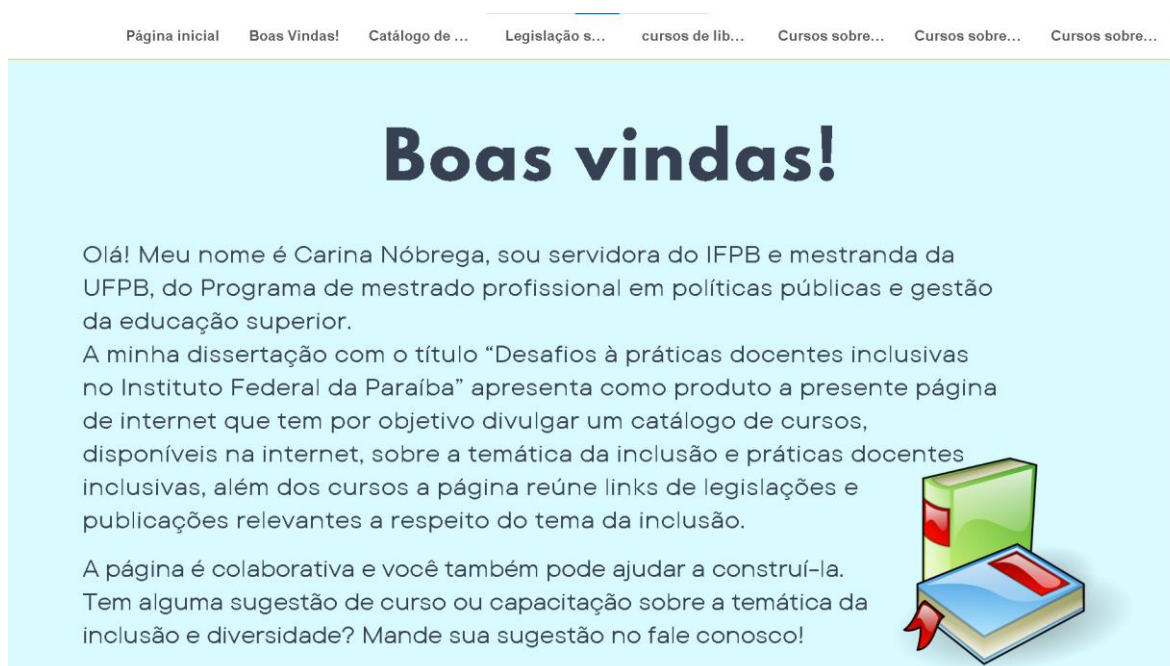 Página inicial Boas Vindas! Catálogo de ... Legislação s... cursos de lib... Cursos sobre... Cursos sobre... Cursos sobre...
Boas vindas!
Olá! Meu nome é Carina Nóbrega, sou servidora do IFPB e mestranda da
UFPB, do Programa de mestrado profissional em políticas públicas e gestão
da educação superior.
A minha dissertação com o título “Desafios à práticas docentes inclusivas
no Instituto Federal da Paraíba” apresenta como produto a presente página
de internet que tem por objetivo divulgar um catálogo de cursos,
disponíveis na internet, sobre a temática da inclusão e práticas docentes
inclusivas, além dos cursos a página reúne links de legislações e
publicações relevantes a respeito do tema da inclusão.
A página é colaborativa e você também pode ajudar a construí-la.
Tem alguma sugestão de curso ou capacitação sobre a temática da
inclusão e diversidade? Mande sua sugestão no fale conosco!